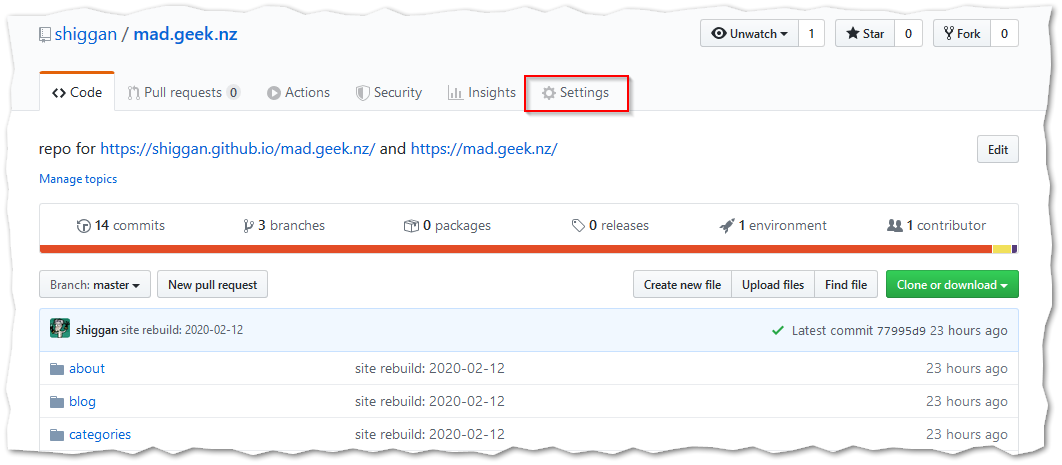 shiggan / mad.geek.nz
Unwatch 1 Star 0 Fork 0
Code Pull requests 0 Actions Security Insights Settings
repo for https://shiggan.github.io/mad.geek.nz/ and https://mad.geek.nz/
Edit
Manage topics
14 commits 3 branches 0 packages 0 releases 1 environment 1 contributor
Branch: master New pull request Create new file Upload files Find file Clone or download
shiggan site rebuild: 2020-02-12 Latest commit 77995d9 23 hours ago
about site rebuild: 2020-02-12 23 hours ago
blog site rebuild: 2020-02-12 23 hours ago
categories site rebuild: 2020-02-12 23 hours ago